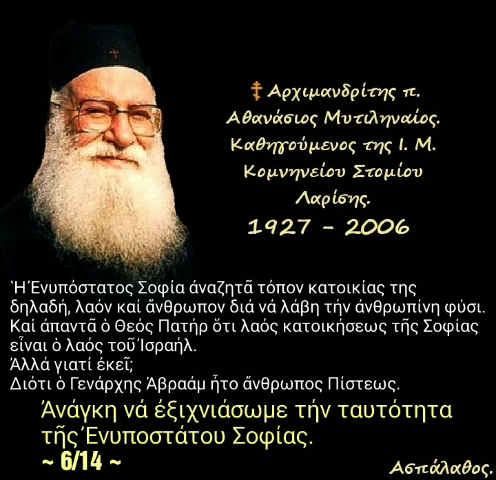 ☦ Αρχιμανδρίτης π.
Αθανάσιος Μυτιληναίος.
Καθηγούμενος της Ι. Μ.
Κομνηνείου Στομίου
Λαρίσης.
1927 - 2006
Ἡ Ἐνυπόστατος Σοφία ἀναζητᾶ τόπον κατοικίας της
δηλαδή, λαόν καί ἄνθρωπον διά νά λάβη τήν ἀνθρωπίνη φύσι.
Καί ἀπαντᾶ ὁ Θεός Πατήρ ὅτι λαός κατοικήσεως τῆς Σοφίας
εἶναι ὁ λαός τοῦ Ἰσραήλ.
Ἀλλά γιατί ἐκεῖ;
Διότι ὁ Γενάρχης Ἀβραάμ ἦτο ἄνθρωπος Πίστεως.
Ἀνάγκη νά ἐξιχνιάσωμε τήν ταυτότητα
τῆς Ἐνυποστάτου Σοφίας.
~ 6/14 ~
Ασπάλαθος.